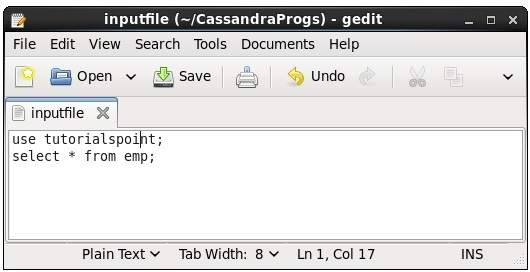 inputfile (~/CassandraProgs) - gedit
File Edit View Search Tools Documents Help
Open Save Undo
inputfile
use tutorialspoint;
select * from emp;
Plain Text Tab Width: 8 Ln 1, Col 17 INS